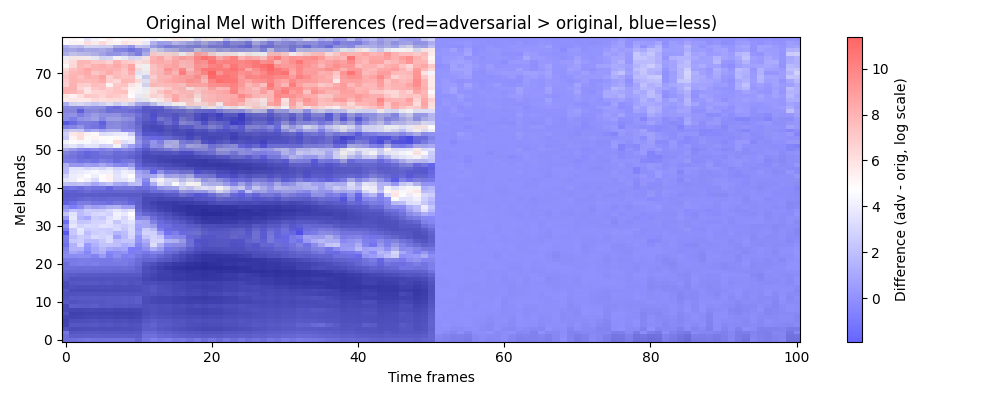 Original Mel with Differences (red=adversarial > original, blue=less)
Mel bands
70
60
50
40
30
20
10
0
0 20 40 60 80 100
Time frames
10
8
6
4
2
0
Difference (adv - orig, log scale)